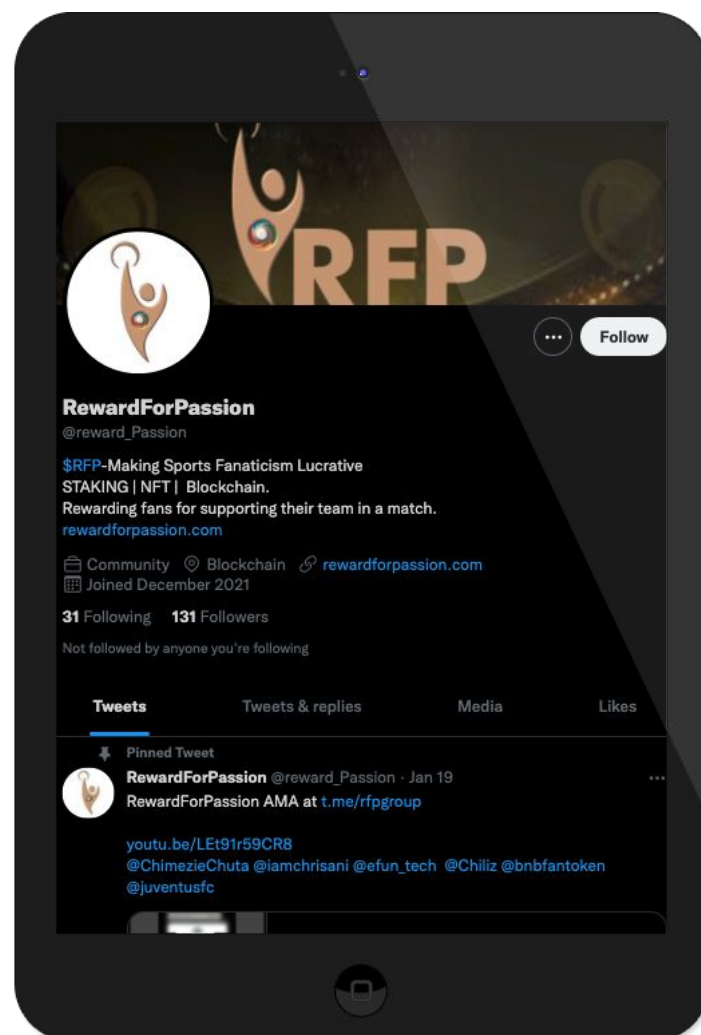 RFP
Follow
RewardForPassion
@reward_Passion
$RFP-Making Sports Fanaticism Lucrative
STAKING | NFT | Blockchain.
Rewarding fans for supporting their team in a match.
rewardforpassion.com
Community Blockchain rewardforpassion.com
Joined December 2021
31 Following 131 Followers
Not followed by anyone you're following
Tweets Tweets & replies Media Likes
Pinned Tweet
RewardForPassion @reward_Passion · Jan 19
RewardForPassion AMA at t.me/rfpgroup
youtu.be/LEt91r59CR8
@ChimezieChuta @iamchrisani @efun_tech @Chiliz @bnbfantoken
@juventusfc